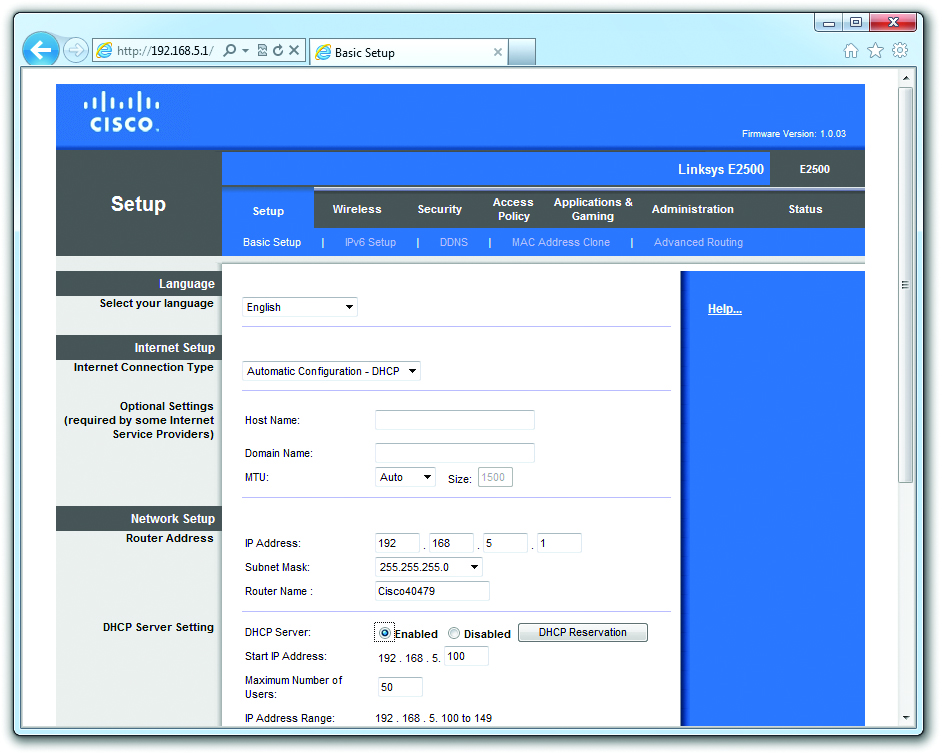 http://192.168.5.1/
Basic Setup
CISCO.
Firmware Version: 1.0.03
Linksys E2500
E2500
Setup
Setup
Wireless
Security
Access Policy
Applications & Gaming
Administration
Status
Basic Setup | IPv6 Setup | DDNS | MAC Address Clone | Advanced Routing
Language
Select your language
English
Help...
Internet Setup
Internet Connection Type
Automatic Configuration - DHCP
Optional Settings
(required by some Internet
Service Providers)
Host Name:
Domain Name:
MTU:
Auto
Size:
1500
Network Setup
Router Address
IP Address:
192 . 168 . 5 . 1
Subnet Mask:
255.255.255.0
Router Name :
Cisco40479
DHCP Server Setting
DHCP Server:
Enabled
Disabled
DHCP Reservation
Start IP Address:
192 . 168 . 5. 100
Maximum Number of
Users:
50
IP Address Range:
192 . 168 . 5. 100 to 149